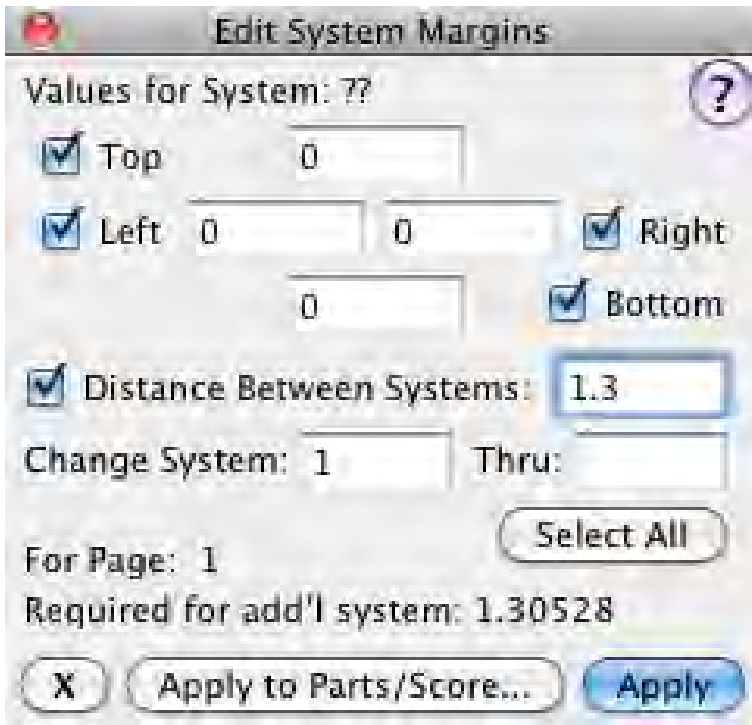 Edit System Margins
Values for System: ??
?
Top 0
Left 0 0 Right
0 Bottom
Distance Between Systems: 1.3
Change System: 1 Thru:
Select All
For Page: 1
Required for add'l system: 1.30528
X Apply to Parts/Score... Apply